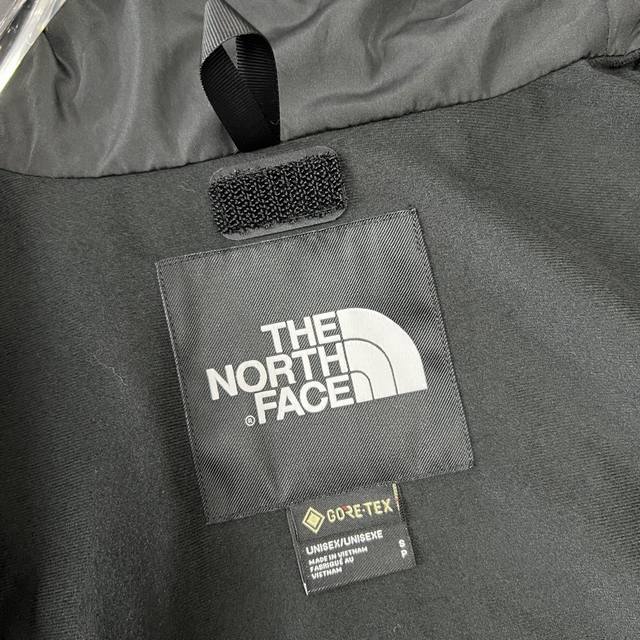 THE
NORTH
FACE
®
GORE-TEX
UNISEX/UNISEXE S
MADE IN VIETNAM P
FABRIQUÉ AU
VIETNAM